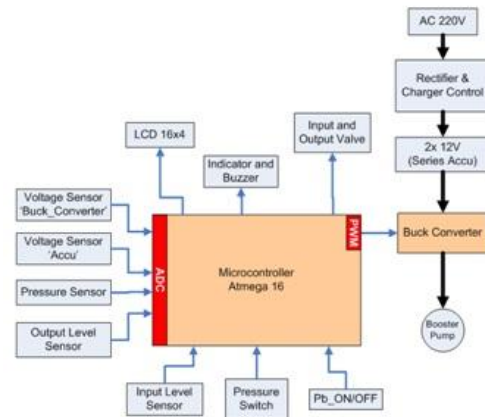 AC 220V
Rectifier &
Charger Control
LCD 16x4
Input and
Output Valve
2x 12V
(Series Accu)
Indicator and
Buzzer
Voltage Sensor
'Buck_Converter'
Voltage Sensor
'Accu'
Pressure Sensor
Output Level
Sensor
ADC
Microcontroller
Atmega 16
PWM
Buck Converter
Booster
Pump
Input Level
Sensor
Pressure
Switch
Pb_ON/OFF